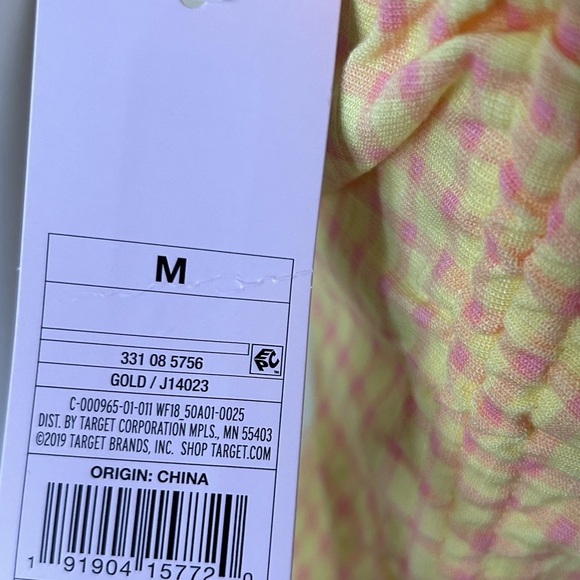 M
331 08 5756
EPC
GOLD / J14023
C-000965-01-011 WF18_50A01-0025
DIST. BY TARGET CORPORATION MPLS., MN 55403
©2019 TARGET BRANDS, INC. SHOP TARGET.COM
ORIGIN: CHINA
1 91904 15772 0